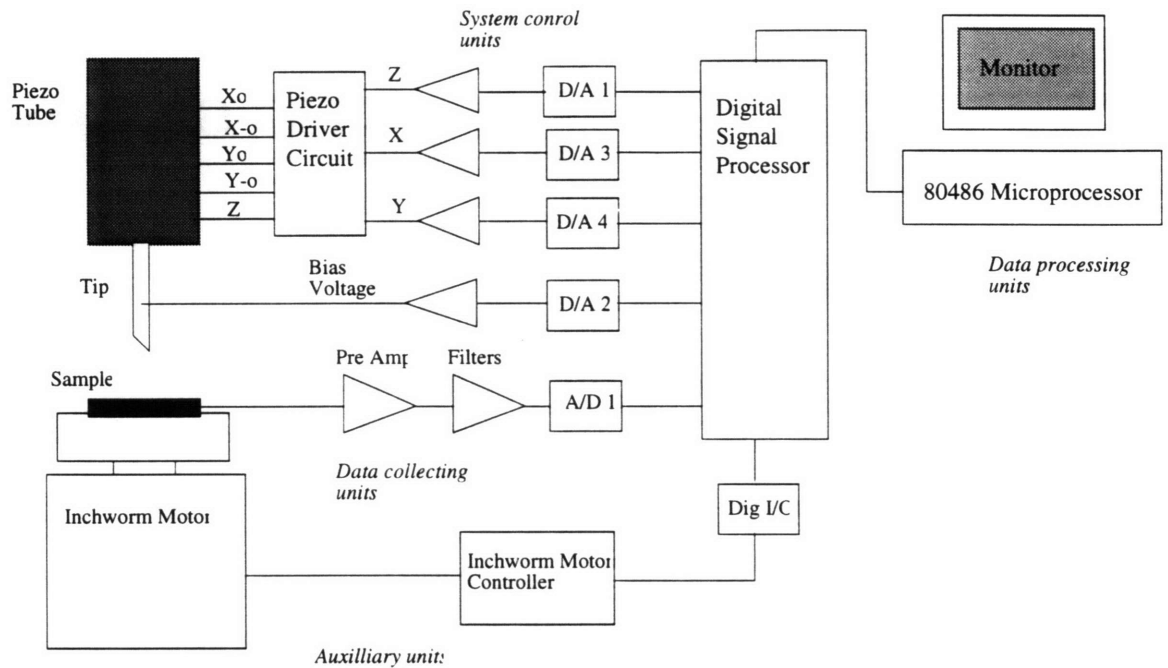 System conrol
units
Piezo
Tube
Xo
X-o
Yo
Y-o
Z
Piezo
Driver
Circuit
Z
X
Y
D/A 1
D/A 3
D/A 4
Digital
Signal
Processor
Monitor
80486 Microprocessor
Data processing
units
Tip
Bias
Voltage
D/A 2
Sample
Pre Amp
Filters
A/D 1
Data collecting
units
Inchworm Motor
Dig I/C
Inchworm Motor
Controller
Auxilliary units